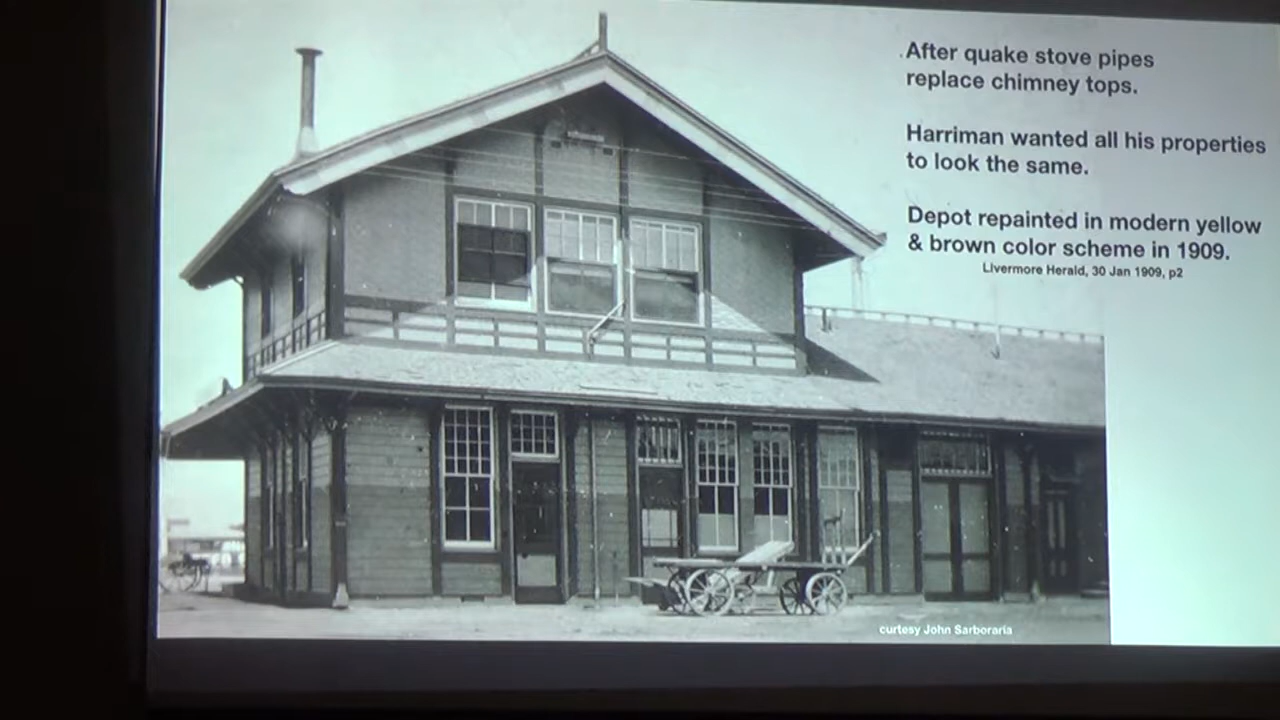 After quake stove pipes
replace chimney tops.
Harriman wanted all his properties
to look the same.
Depot repainted in modern yellow
& brown color scheme in 1909.
Livermore Herald, 30 Jan 1909, p2
curtesy John Sarboraria